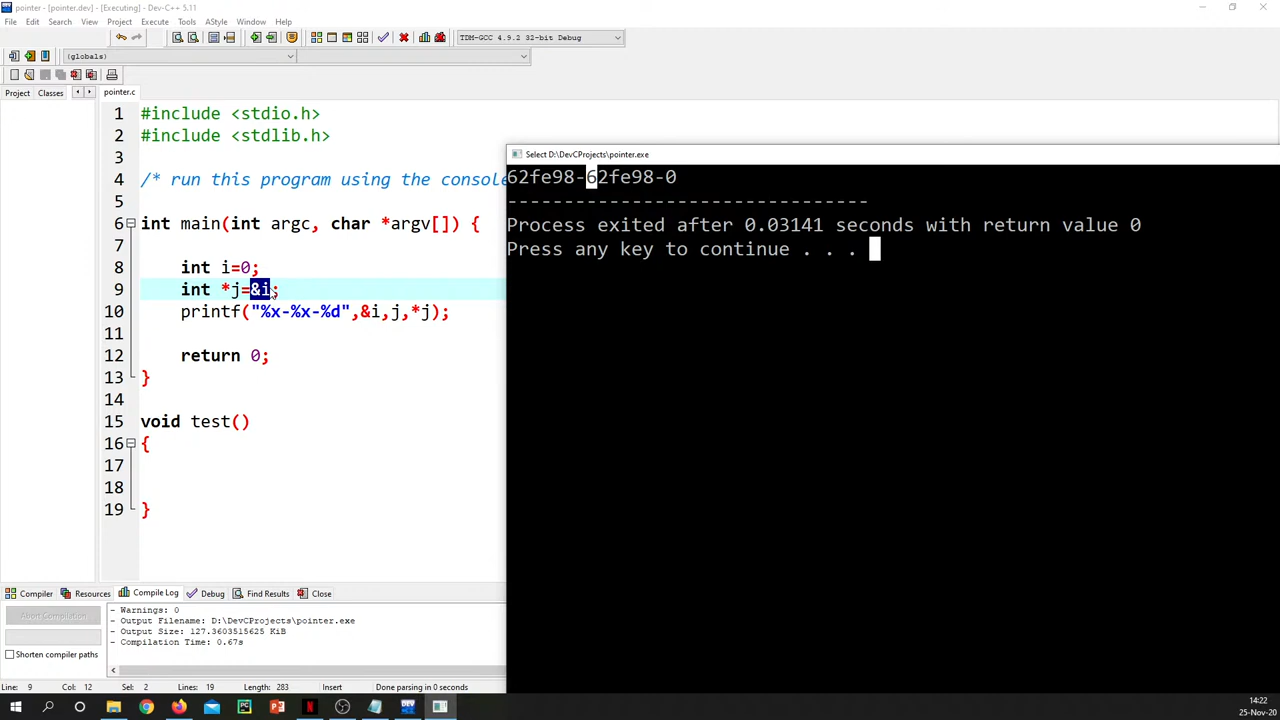 pointer - [pointer.dev] - [Executing] - Dev-C++ 5.11
File Edit Search View Project Execute Tools AStyle Window Help
TDM-GCC 4.9.2 32-bit Debug
(globals)
Project Classes pointer.c
1 #include <stdio.h>
2 #include <stdlib.h>
3
4 /* run this program using the console
5
6 int main(int argc, char *argv[]) {
7
8 int i=0;
9 int *j=&i;
10 printf("%x-%x-%d",&i,j,*j);
11
12 return 0;
13 }
14
15 void test()
16 {
17
18
19 }
Select D:\DevCProjects\pointer.exe
62fe98-62fe98-0
--------------------------------
Process exited after 0.03141 seconds with return value 0
Press any key to continue . . .
Compiler Resources Compile Log Debug Find Results Close
Abort Compilation
Shorten compiler paths
- Warnings: 0
- Output Filename: D:\DevCProjects\pointer.exe
- Output Size: 127.3603515625 KiB
- Compilation Time: 0.67s
Line: 9 Col: 12 Sel: 2 Lines: 19 Length: 283 Insert Done parsing in 0 seconds
14:22
25-Nov-20